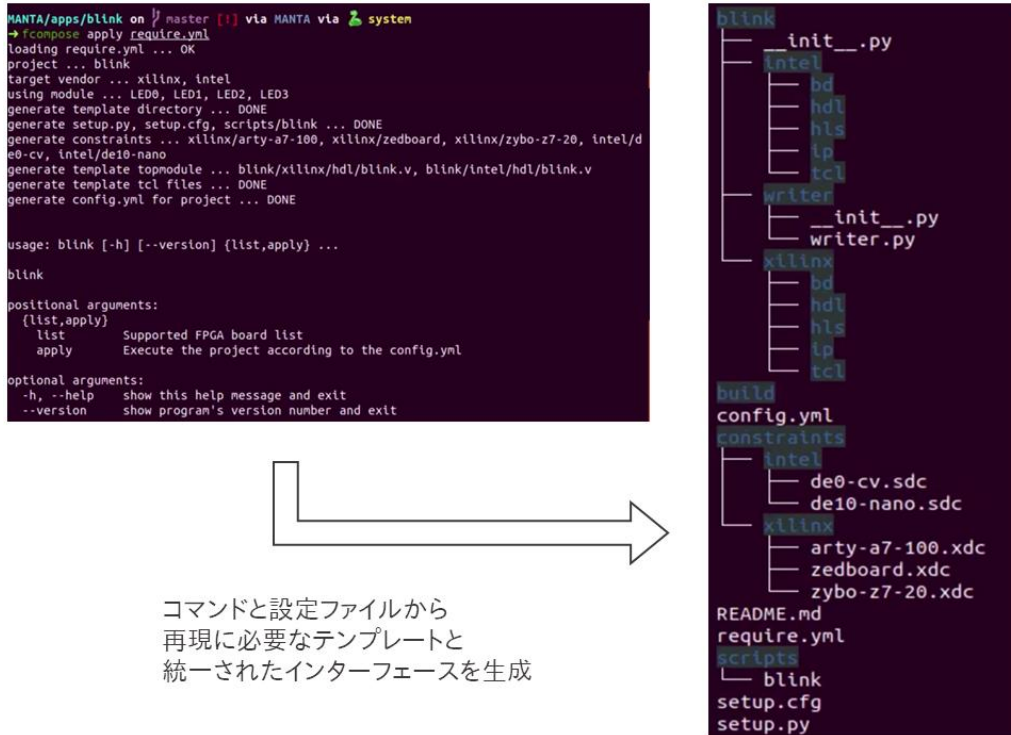 MANTA/apps/blink on master [!] via MANTA via system
→ fcompose apply require.yml
loading require.yml ... OK
project ... blink
target vendor ... xilinx, intel
using module ... LED0, LED1, LED2, LED3
generate template directory ... DONE
generate setup.py, setup.cfg, scripts/blink ... DONE
generate constraints ... xilinx/arty-a7-100, xilinx/zedboard, xilinx/zybo-z7-20, intel/d
e0-cv, intel/de10-nano
generate template topmodule ... blink/xilinx/hdl/blink.v, blink/intel/hdl/blink.v
generate template tcl files ... DONE
generate config.yml for project ... DONE
usage: blink [-h] [--version] {list,apply} ...
blink
positional arguments:
{list,apply}
list Supported FPGA board list
apply Execute the project according to the config.yml
optional arguments:
-h, --help show this help message and exit
--version show program's version number and exit
コマンドと設定ファイルから
再現に必要なテンプレートと
統一されたインターフェースを生成
blink
├── __init__.py
├── intel
│   ├── bd
│   ├── hdl
│   ├── hls
│   ├── ip
│   └── tcl
├── writer
│   ├── __init__.py
│   └── writer.py
└── xilinx
    ├── bd
    ├── hdl
    ├── hls
    ├── ip
    └── tcl
build
config.yml
constraints
├── intel
│   ├── de0-cv.sdc
│   └── de10-nano.sdc
└── xilinx
    ├── arty-a7-100.xdc
    ├── zedboard.xdc
    └── zybo-z7-20.xdc
README.md
require.yml
scripts
└── blink
setup.cfg
setup.py